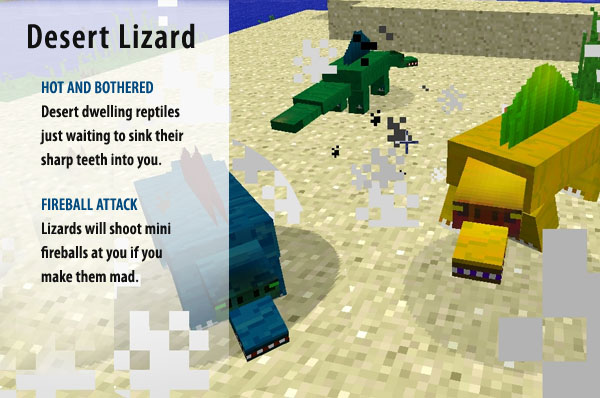 Desert Lizard
HOT AND BOTHERED
Desert dwelling reptiles
just waiting to sink their
sharp teeth into you.
FIREBALL ATTACK
Lizards will shoot mini
fireballs at you if you
make them mad.